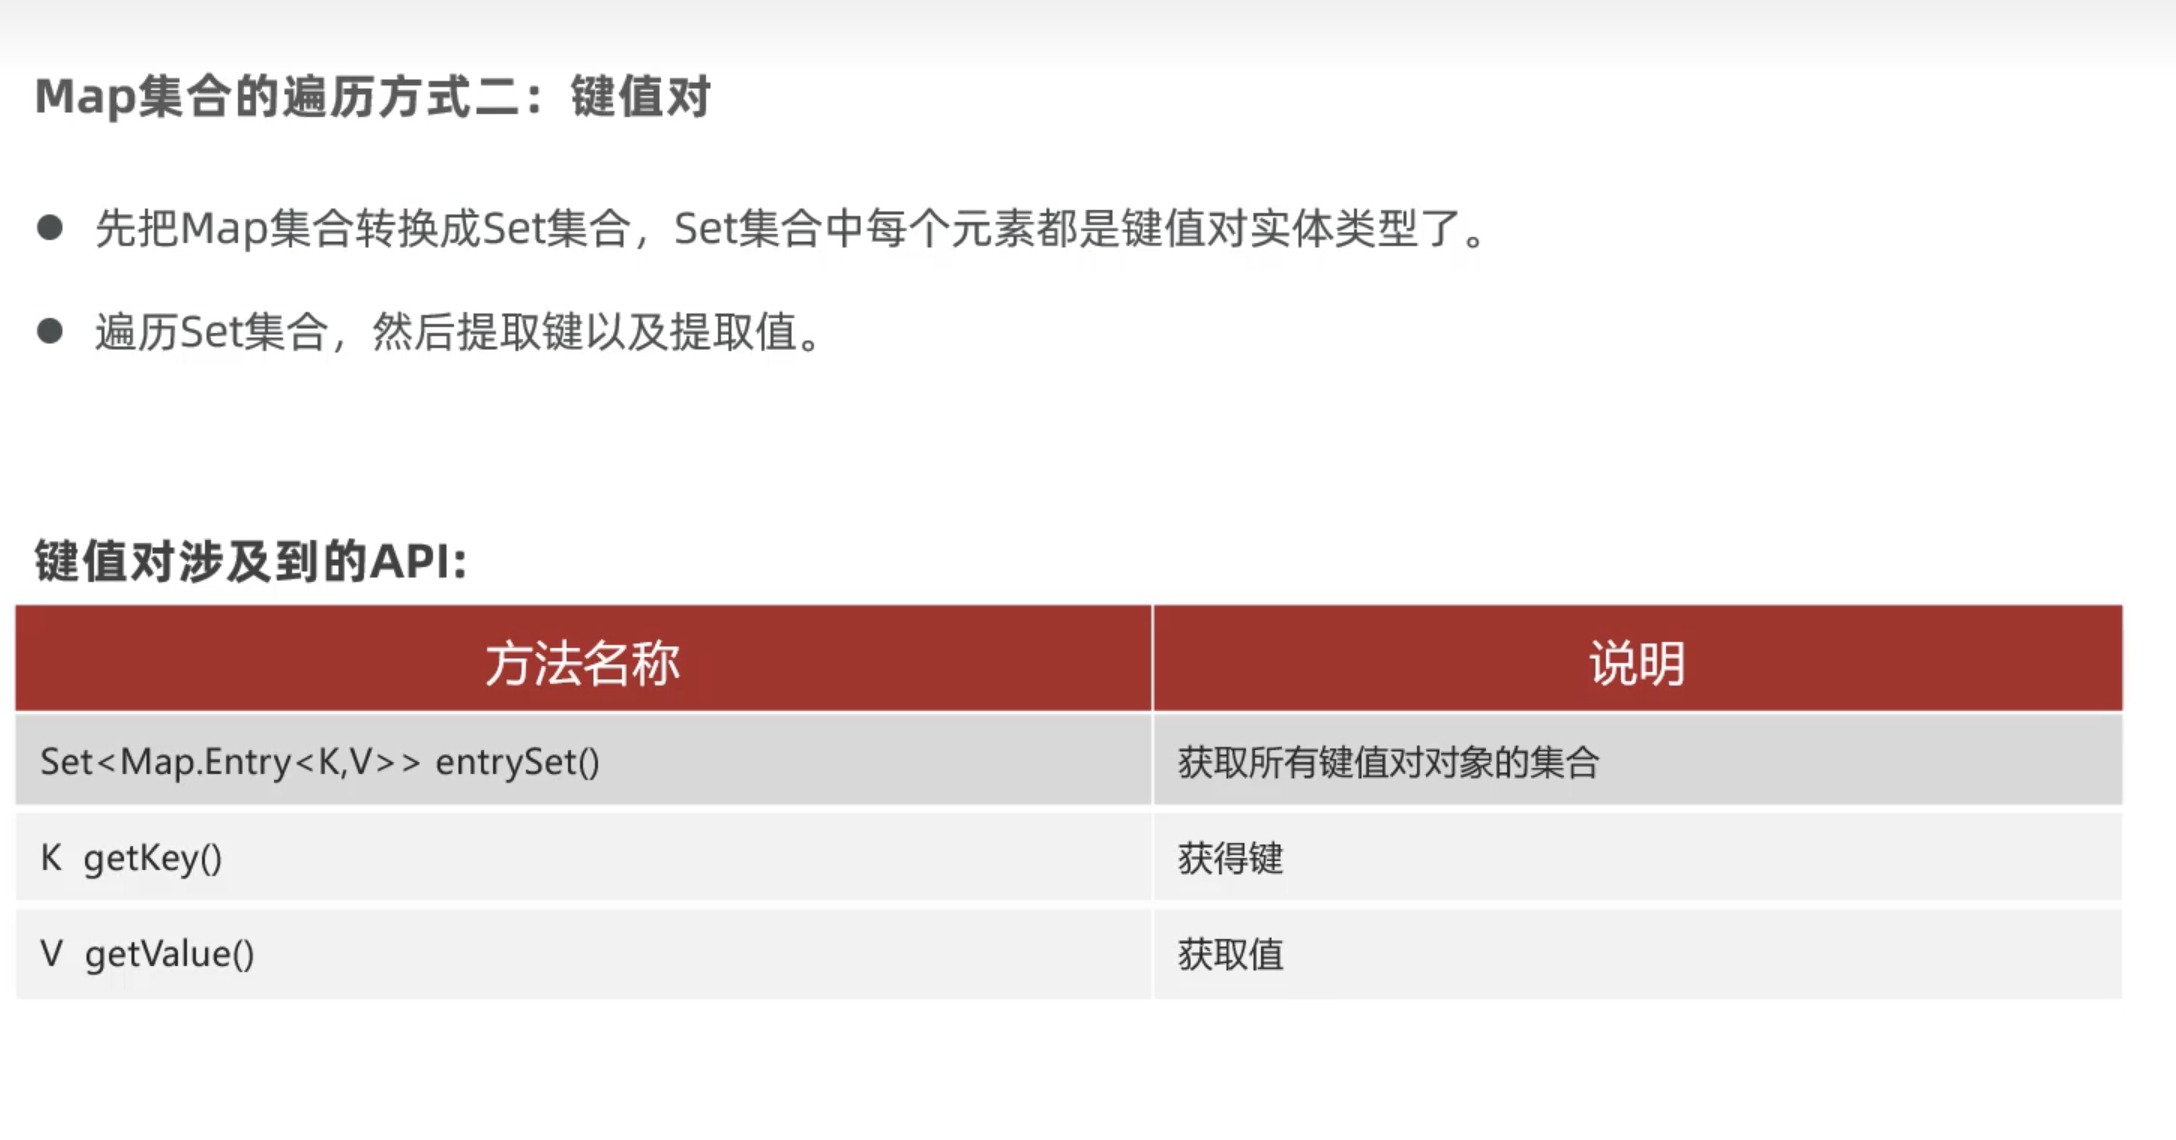 Map集合的遍历方式二：键值对
先把Map集合转换成Set集合，Set集合中每个元素都是键值对实体类型了。
遍历Set集合，然后提取键以及提取值。
键值对涉及到的API:
方法名称 说明
Set<Map.Entry<K,V>> entrySet() 获取所有键值对对象的集合
K getKey() 获得键
V getValue() 获取值